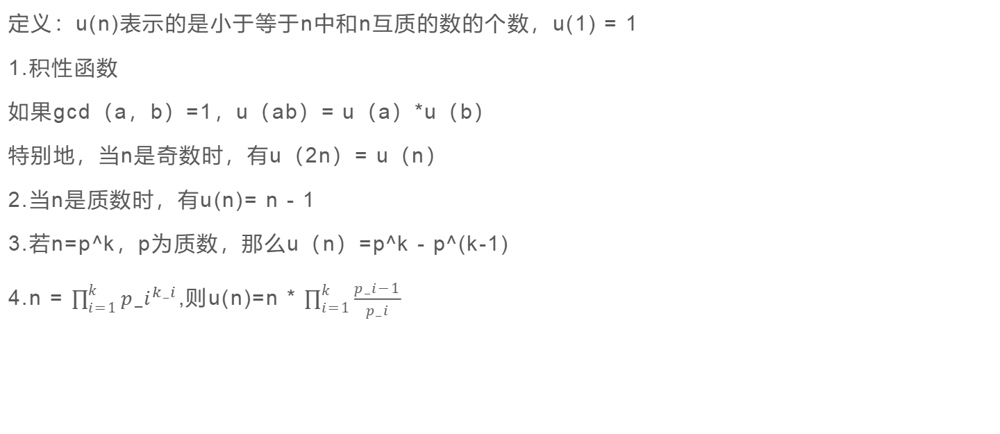 定义：u(n)表示的是小于等于n中和n互质的数的个数，u(1) = 1
1.积性函数
如果gcd（a，b）=1，u（ab）= u（a）*u（b）
特别地，当n是奇数时，有u（2n）= u（n）
2.当n是质数时，有u(n)= n - 1
3.若n=p^k，p为质数，那么u（n）=p^k - p^(k-1)
4.n = $\prod_{i=1}^{k} p\_i^{k\_i}$,则u(n)=n * $\prod_{i=1}^{k} \frac{p\_i-1}{p\_i}$